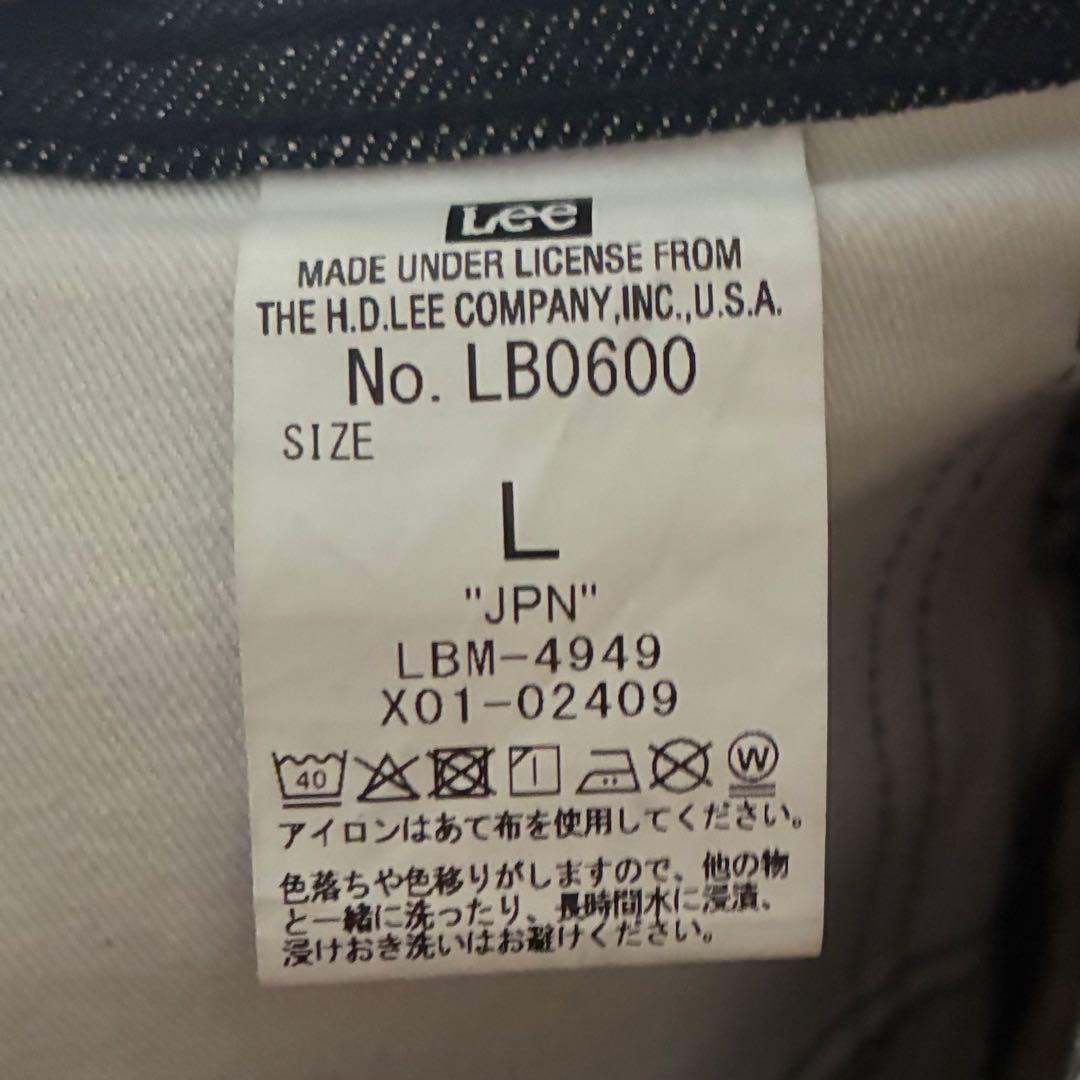 Lee
MADE UNDER LICENSE FROM
THE H.D.LEE COMPANY,INC.,U.S.A.
No. LB0600
SIZE
L
"JPN"
LBM-4949
X01-02409
40 W
アイロンはあて布を使用してください。
色落ちや色移りがしますので、他の物
と一緒に洗ったり、長時間水に浸漬、
浸けおき洗いはお避けください。